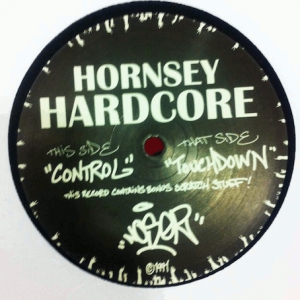 HORNSEY
HARDCORE
THIS SIDE THAT SIDE
"CONTROL" "TOUCHDOWN"
THIS RECORD CONTAINS BONUS SCRATCH STUFF!